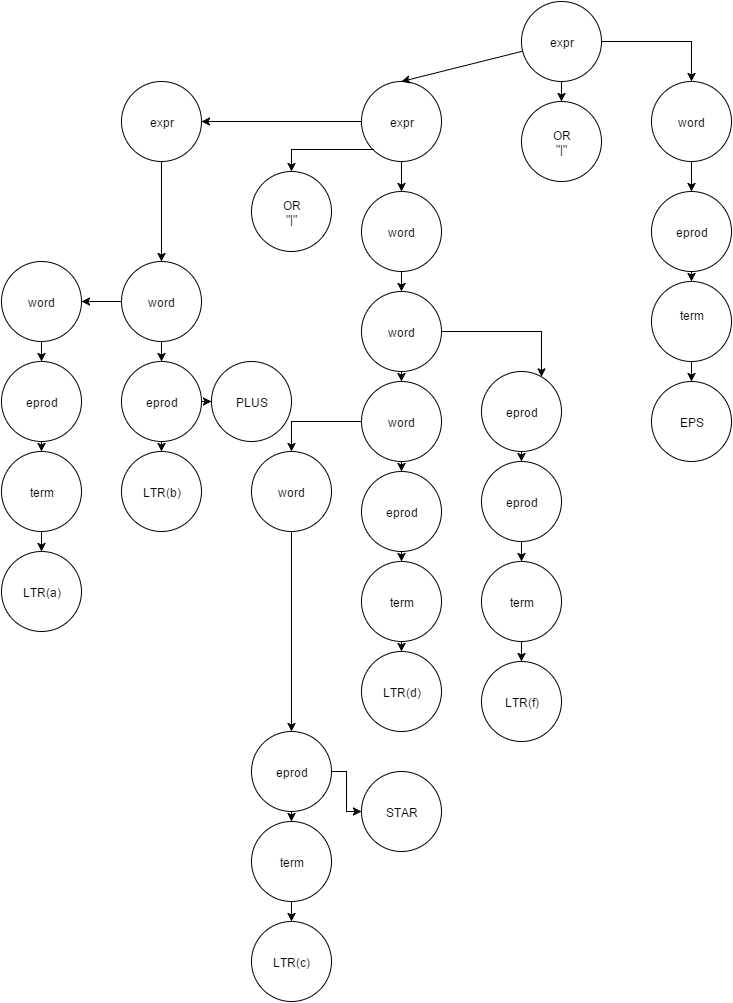 expr
expr
expr
word
OR
"|"
OR
"|"
word
eprod
word
word
term
word
eprod
eprod
PLUS
word
eprod
EPS
term
LTR(b)
word
eprod
eprod
LTR(a)
term
term
LTR(d)
LTR(f)
eprod
STAR
term
LTR(c)